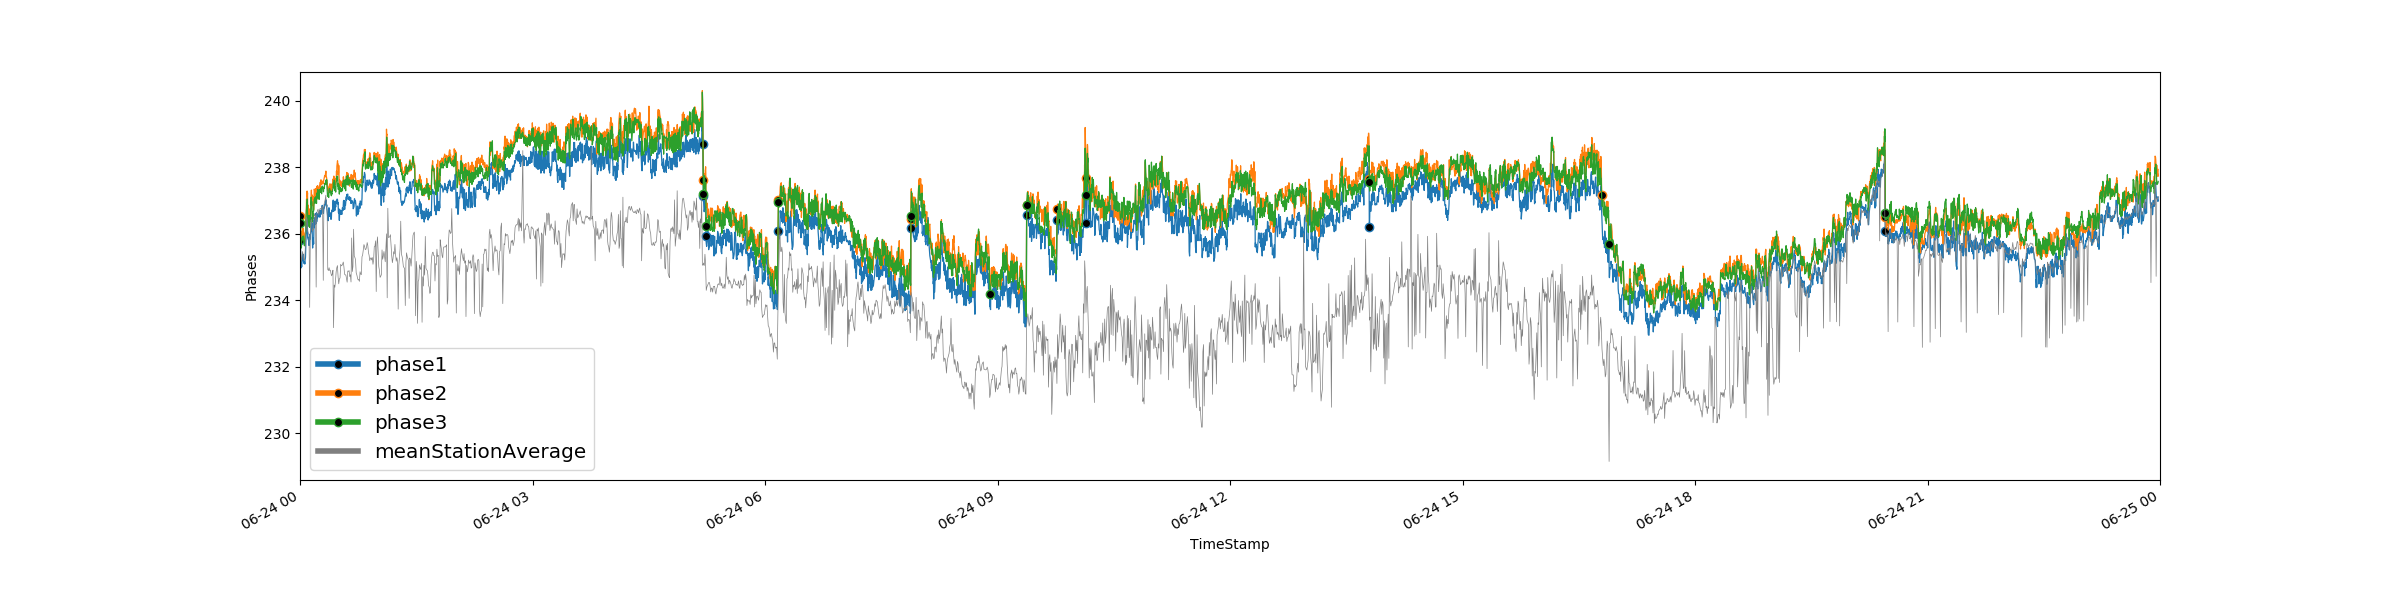 240
238
236
234
232
230
Phases
phase1
phase2
phase3
meanStationAverage
06-24 00
06-24 03
06-24 06
06-24 09
06-24 12
06-24 15
06-24 18
06-24 21
06-25 00
TimeStamp